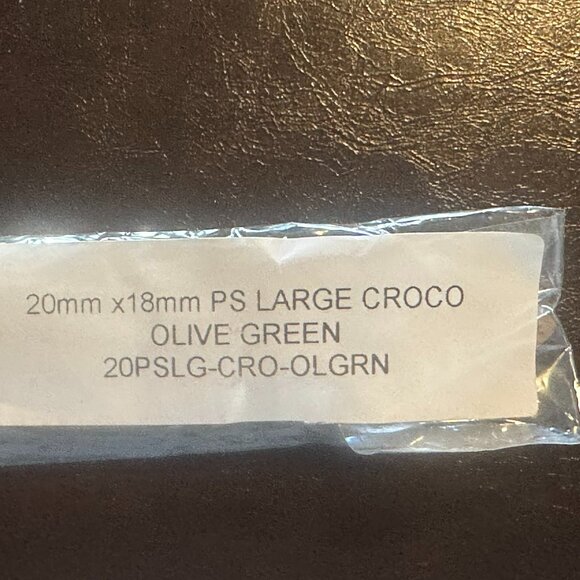 20mm x18mm PS LARGE CROCO
OLIVE GREEN
20PSLG-CRO-OLGRN